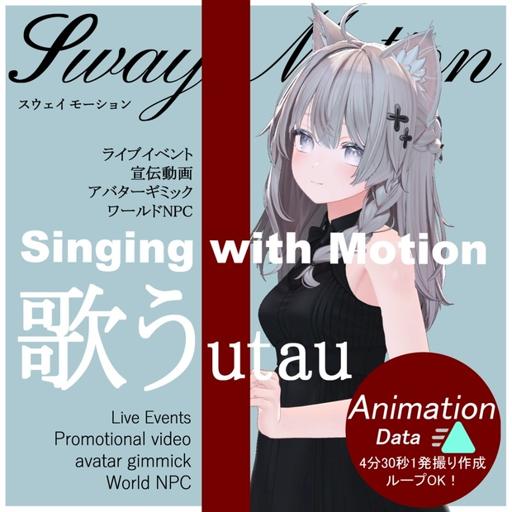 Sway Motion
スウェイ モーション
ライブイベント
宣伝動画
アバターギミック
ワールドNPC
Singing with Motion
歌うutau
Live Events
Promotional video
avatar gimmick
World NPC
Animation
Data
4分30秒1発撮り作成
ループOK！